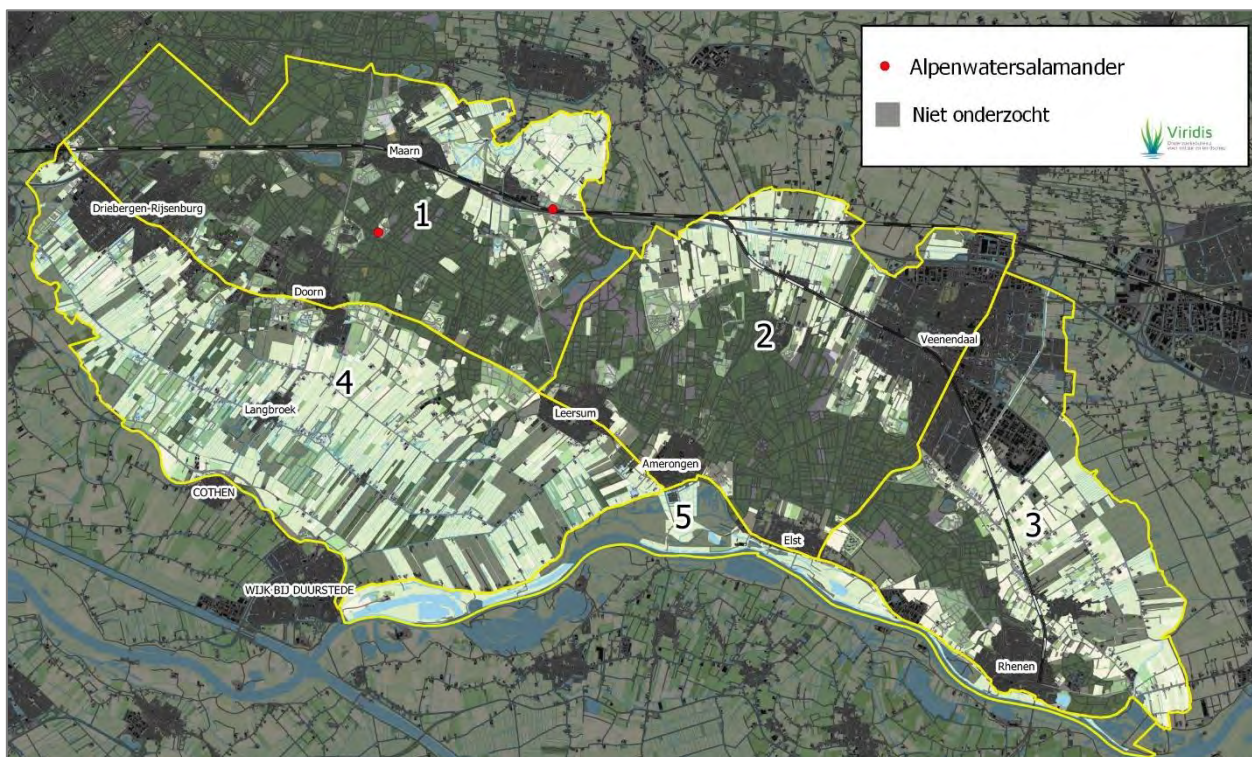 Alpenwatersalamander
Niet onderzocht
Viridis
Maarn
1
Driebergen-Rijsenburg
Doorn
2
Veenendaal
4
Langbroek
Leersum
Amerongen
COTHEN
5
Elst
3
WIJK BIJ DUURSTEDE
Rhenen